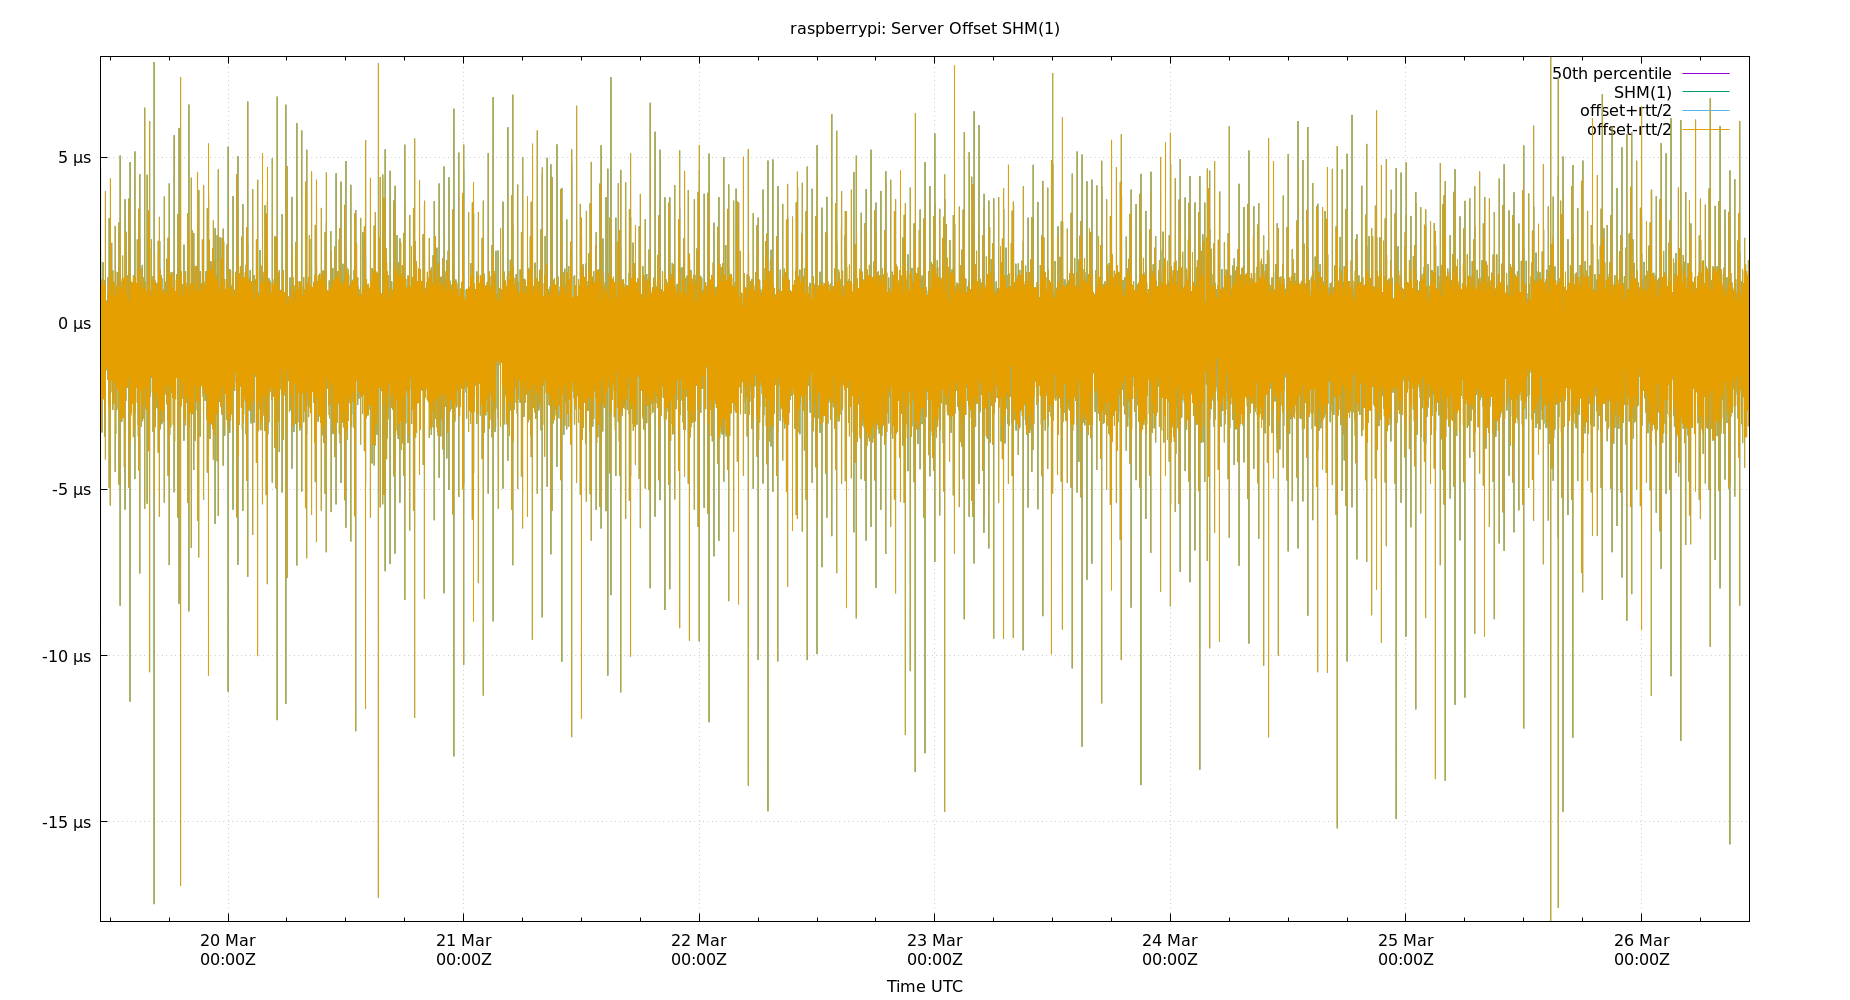 raspberrypi: Server Offset SHM(1)
50th percentile
SHM(1)
offset+rtt/2
offset-rtt/2
5 µs
0 µs
-5 µs
-10 µs
-15 µs
20 Mar 21 Mar 22 Mar 23 Mar 24 Mar 25 Mar 26 Mar
00:00Z 00:00Z 00:00Z 00:00Z 00:00Z 00:00Z 00:00Z
Time UTC